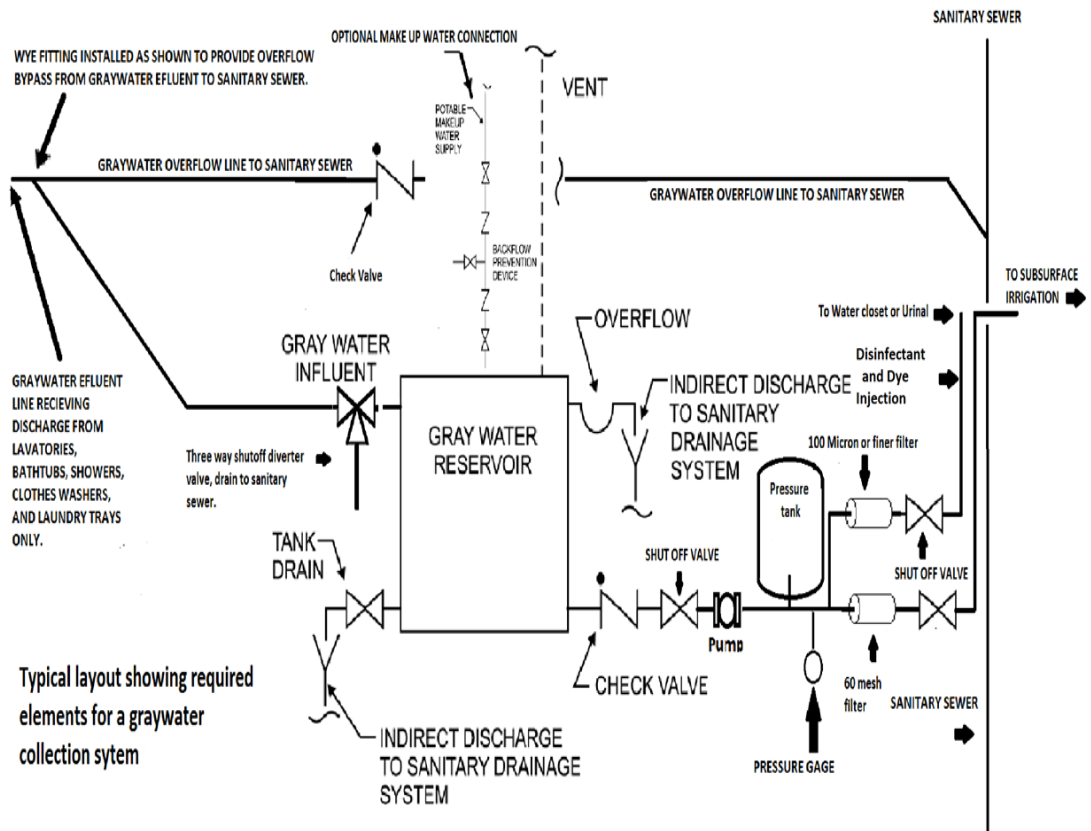 SANITARY SEWER
OPTIONAL MAKE UP WATER CONNECTION
WYE FITTING INSTALLED AS SHOWN TO PROVIDE OVERFLOW
BYPASS FROM GRAYWATER EFLUENT TO SANITARY SEWER.
VENT
POTABLE
MAKEUP
WATER
SUPPLY
GRAYWATER OVERFLOW LINE TO SANITARY SEWER
GRAYWATER OVERFLOW LINE TO SANITARY SEWER
Check Valve
BACKFLOW
PREVENTION
DEVICE
TO SUBSURFACE
IRRIGATION
To Water closet or Urinal
OVERFLOW
GRAY WATER
INFLUENT
Disinfectant
and Dye
Injection
GRAYWATER EFLUENT
LINE RECIEVING
DISCHARGE FROM
LAVATORIES,
BATHTUBS, SHOWERS,
CLOTHES WASHERS,
AND LAUNDRY TRAYS
ONLY.
INDIRECT DISCHARGE
TO SANITARY
DRAINAGE
SYSTEM
GRAY WATER
RESERVOIR
100 Micron or finer filter
Three way shutoff diverter
valve, drain to sanitary
sewer.
Pressure
tank
TANK
DRAIN
SHUT OFF VALVE
SHUT OFF VALVE
Pump
Typical layout showing required
elements for a graywater
collection sytem
CHECK VALVE
60 mesh
filter
SANITARY SEWER
INDIRECT DISCHARGE
TO SANITARY DRAINAGE
SYSTEM
PRESSURE GAGE